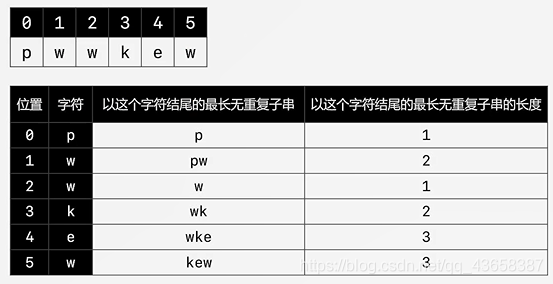 0 1 2 3 4 5
p w w k e w
位置 字符 以这个字符结尾的最长无重复子串 以这个字符结尾的最长无重复子串的长度
0 p p 1
1 w pw 2
2 w w 1
3 k wk 2
4 e wke 3
5 w kew 3
https://blog.csdn.net/qq_43658387